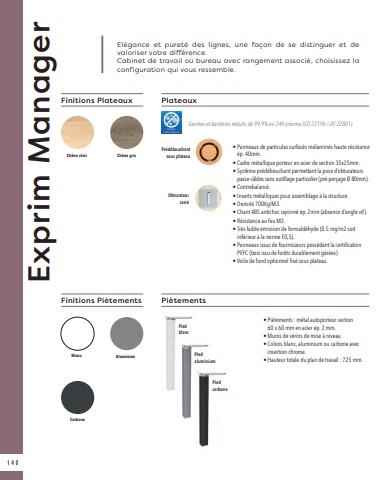 Exprim Manager
Elégance et pureté des lignes, une façon de se distinguer et de
valoriser votre différence.
Cabinet de travail ou bureau avec rangement associé, choisissez la
configuration qui vous ressemble.
Finitions Plateaux
Chêne clair
Chêne gris
Plateaux
Germes et bactéries réduits de 99.9% en 24h (norme ISO 22196 / JIS Z2801)
Prédébouchant
sous plateau
Obturateur
carré
• Panneaux de particules surfacés mélaminés haute résistance
ép. 40mm.
• Cadre métallique porteur en acier de section 35x25mm.
• Système prédébouchant permettant la pose d'obturateurs
passe-câbles sans outillage particulier (pré-perçage Ø 80mm).
• Contrebalancé.
• Inserts métalliques pour assemblage à la structure.
• Densité 700Kg/M3.
• Chant ABS antichoc rayonné ép. 2mm (absence d'angle vif).
• Résistance au feu M3.
• Très faible émission de formaldéhyde (0.5 mg/m2 soit
inférieur à la norme E0,5).
• Panneaux issus de fournisseurs possédant la certification
PEFC (bois issu de forêts durablement gérées)
• Voile de fond optionnel fixé sous plateau.
Finitions Piètements
Blanc
Aluminium
Carbone
Piètements
Pied
blanc
Pied
aluminium
Pied
carbone
• Piètements : métal autoporteur section
60 x 60 mm en acier ép. 2 mm.
• Munis de vérins de mise à niveau.
• Coloris blanc, aluminium ou carbone avec
insertion chrome.
• Hauteur totale du plan de travail : 725 mm.
140